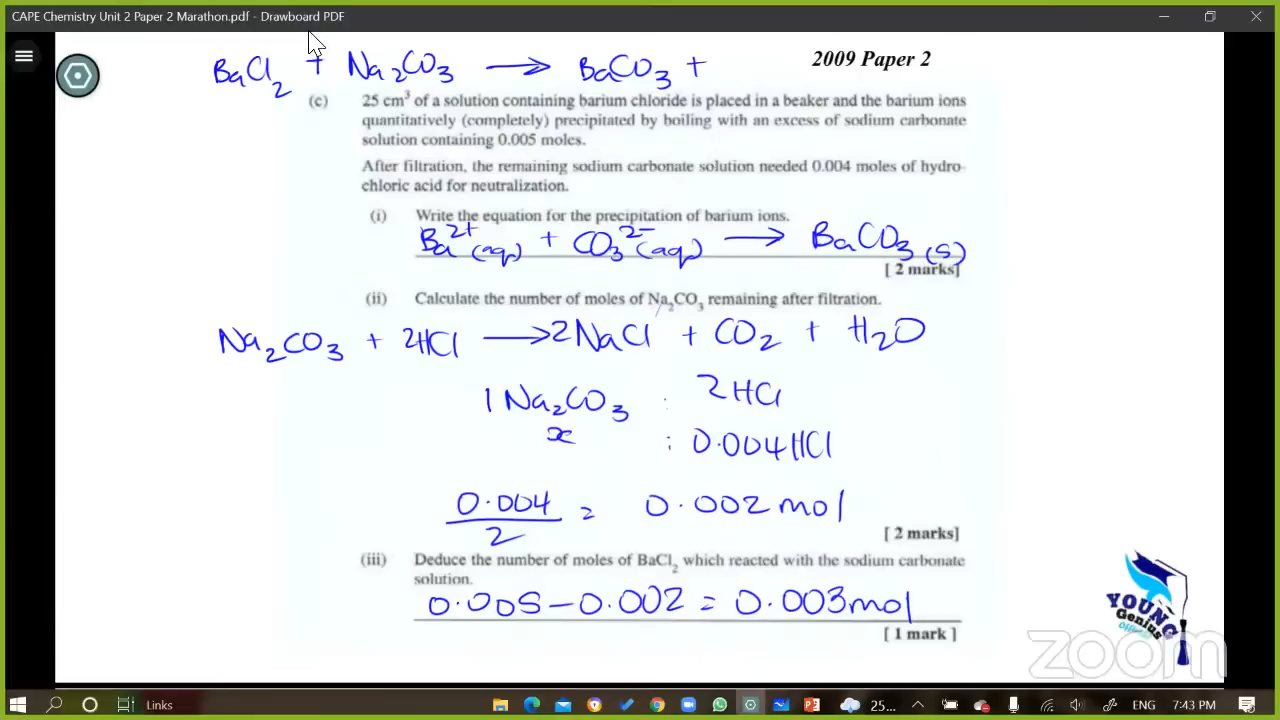 CAPE Chemistry Unit 2 Paper 2 Marathon.pdf - Drawboard PDF
BaCl₂ + Na₂CO₃ → BaCO₃ +
2009 Paper 2
(c) 25 cm³ of a solution containing barium chloride is placed in a beaker and the barium ions
quantitatively (completely) precipitated by boiling with an excess of sodium carbonate
solution containing 0.005 moles.
After filtration, the remaining sodium carbonate solution needed 0.004 moles of hydro-
chloric acid for neutralization.
(i) Write the equation for the precipitation of barium ions.
Ba²⁺(aq) + CO₃²⁻(aq) → BaCO₃(s)
[ 2 marks]
(ii) Calculate the number of moles of Na₂CO₃ remaining after filtration.
Na₂CO₃ + 2HCl → 2NaCl + CO₂ + H₂O
1 Na₂CO₃ : 2HCl
x : 0.004HCl
0.004/2 = 0.002 mol
[ 2 marks]
(iii) Deduce the number of moles of BaCl₂ which reacted with the sodium carbonate
solution.
0.005 - 0.002 = 0.003mol
[ 1 mark ]
YOUNG
Genius
zoom
Links
25...
ENG
7:43 PM